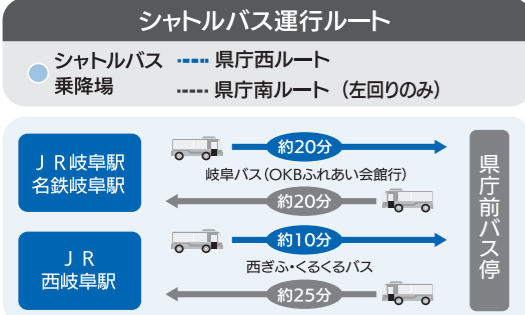 シャトルバス運行ルート
シャトルバス
乗降場
県庁西ルート
県庁南ルート（左回りのみ）
ＪＲ岐阜駅
名鉄岐阜駅
約20分
岐阜バス（OKBふれあい会館行）
約20分
ＪＲ
西岐阜駅
約10分
西ぎふ・くるくるバス
約25分
県庁前バス停